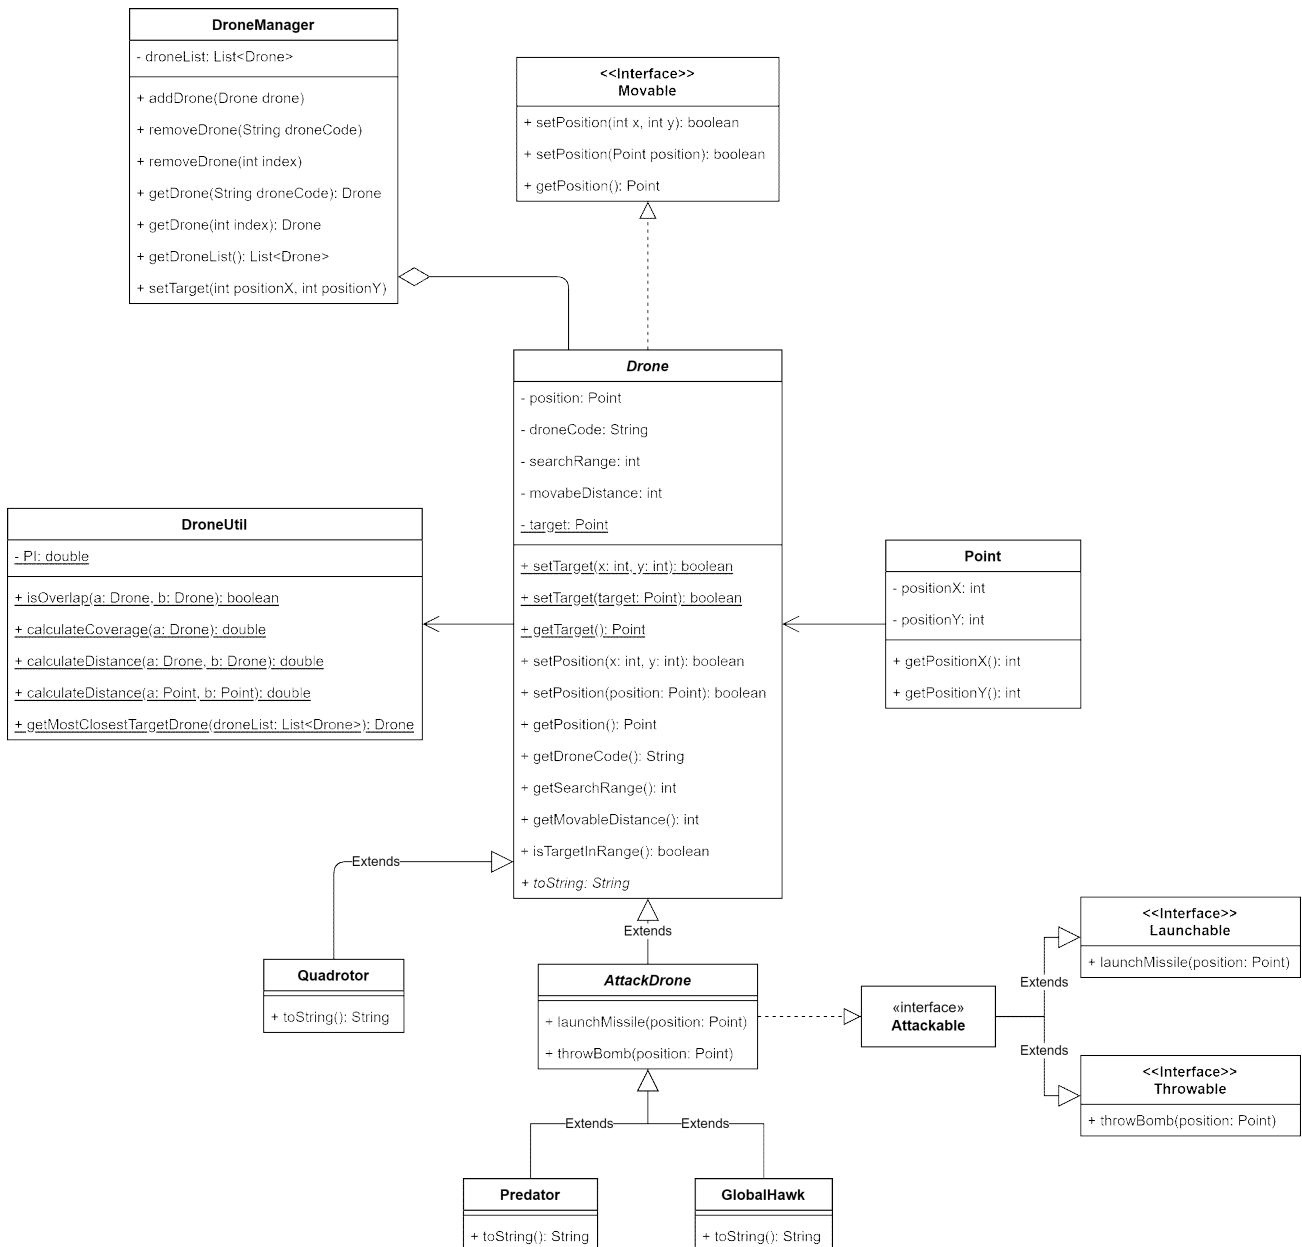 DroneManager
- droneList: List<Drone>
+ addDrone(Drone drone)
+ removeDrone(String droneCode)
+ removeDrone(int index)
+ getDrone(String droneCode): Drone
+ getDrone(int index): Drone
+ getDroneList(): List<Drone>
+ setTarget(int positionX, int positionY)
<<Interface>>
Movable
+ setPosition(int x, int y): boolean
+ setPosition(Point position): boolean
+ getPosition(): Point
Drone
- position: Point
- droneCode: String
- searchRange: int
- movabeDistance: int
- target: Point
+ setTarget(x: int, y: int): boolean
+ setTarget(target: Point): boolean
+ getTarget(): Point
+ setPosition(x: int, y: int): boolean
+ setPosition(position: Point): boolean
+ getPosition(): Point
+ getDroneCode(): String
+ getSearchRange(): int
+ getMovableDistance(): int
+ isTargetInRange(): boolean
+ toString: String
DroneUtil
- PI: double
+ isOverlap(a: Drone, b: Drone): boolean
+ calculateCoverage(a: Drone): double
+ calculateDistance(a: Drone, b: Drone): double
+ calculateDistance(a: Point, b: Point): double
+ getMostClosestTargetDrone(droneList: List<Drone>): Drone
Point
- positionX: int
- positionY: int
+ getPositionX(): int
+ getPositionY(): int
Extends
Quadrotor
+ toString(): String
Extends
AttackDrone
+ launchMissile(position: Point)
+ throwBomb(position: Point)
«interface»
Attackable
Extends
Extends
<<Interface>>
Launchable
+ launchMissile(position: Point)
<<Interface>>
Throwable
+ throwBomb(position: Point)
Extends
Extends
Predator
+ toString(): String
GlobalHawk
+ toString(): String